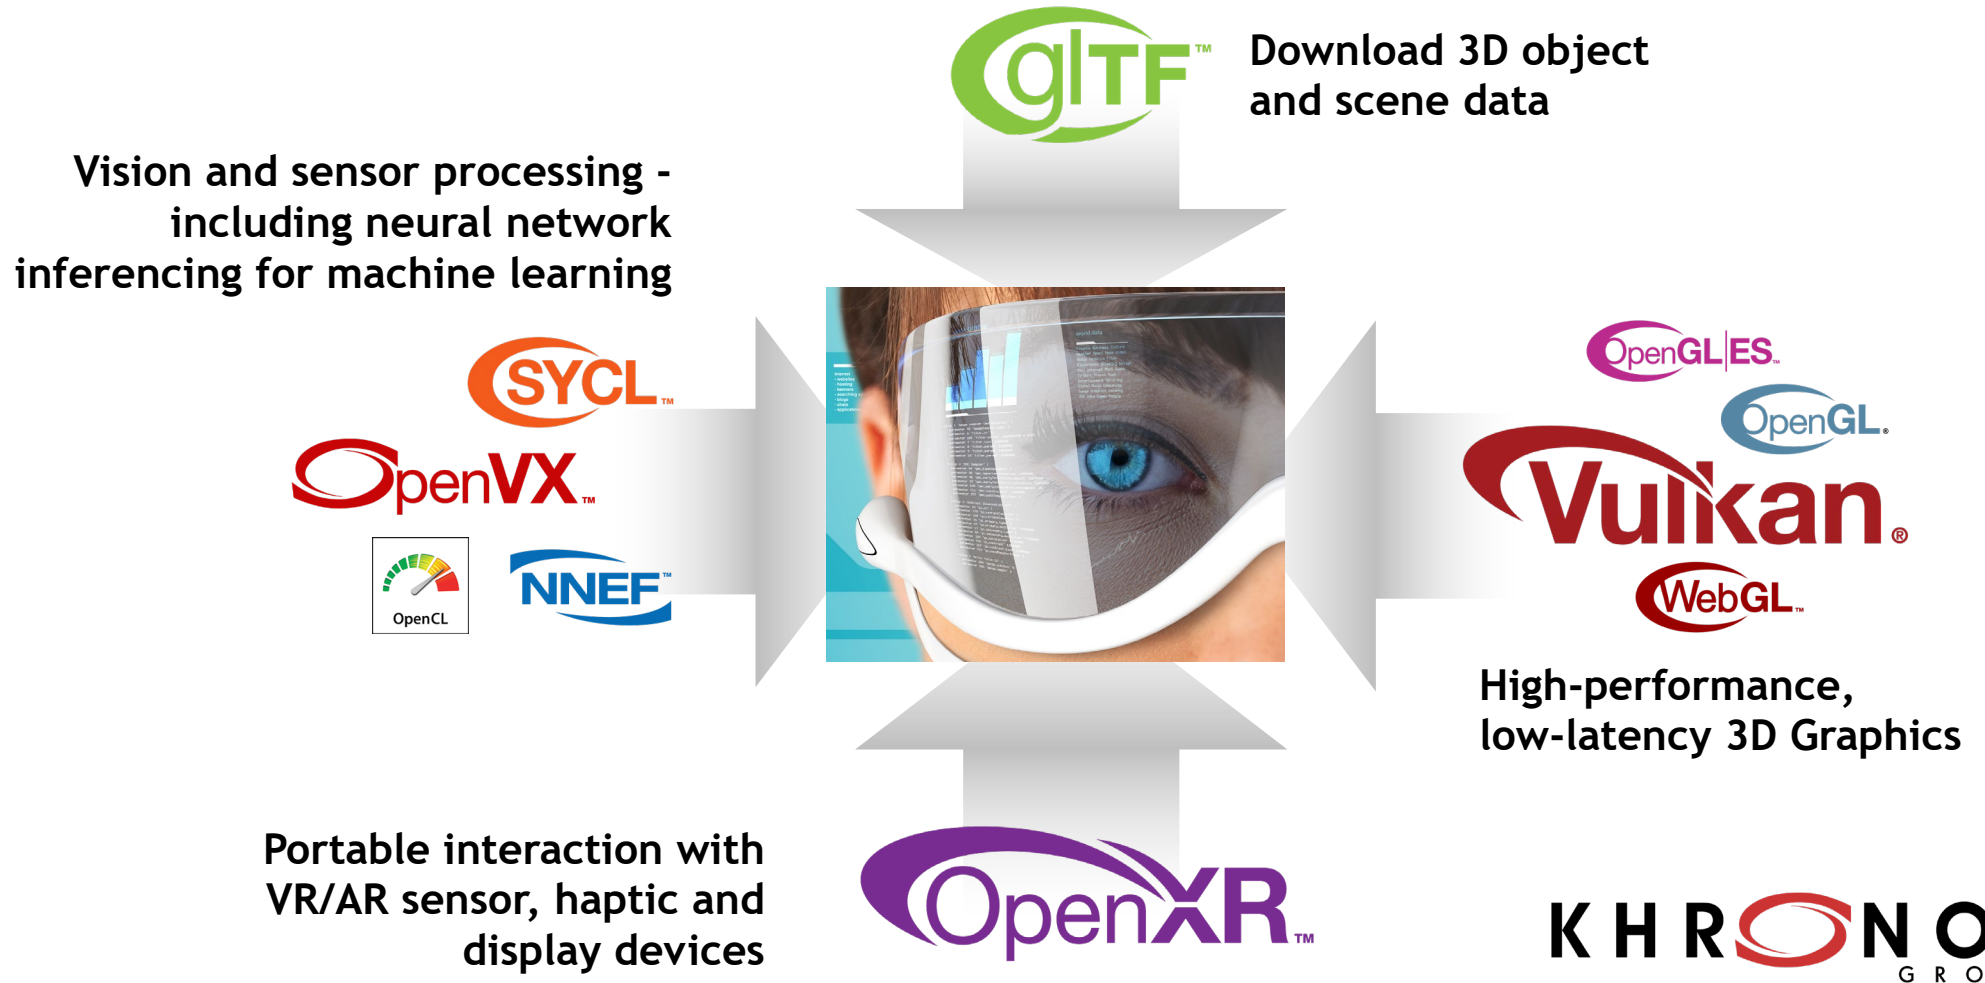 glTF™
Download 3D object
and scene data
Vision and sensor processing -
including neural network
inferencing for machine learning
SYCL™
OpenVX™
OpenCL
NNEF™
OpenGL|ES™
OpenGL®
Vulkan®
WebGL™
High-performance,
low-latency 3D Graphics
Portable interaction with
VR/AR sensor, haptic and
display devices
OpenXR™
KHRONO
GRO